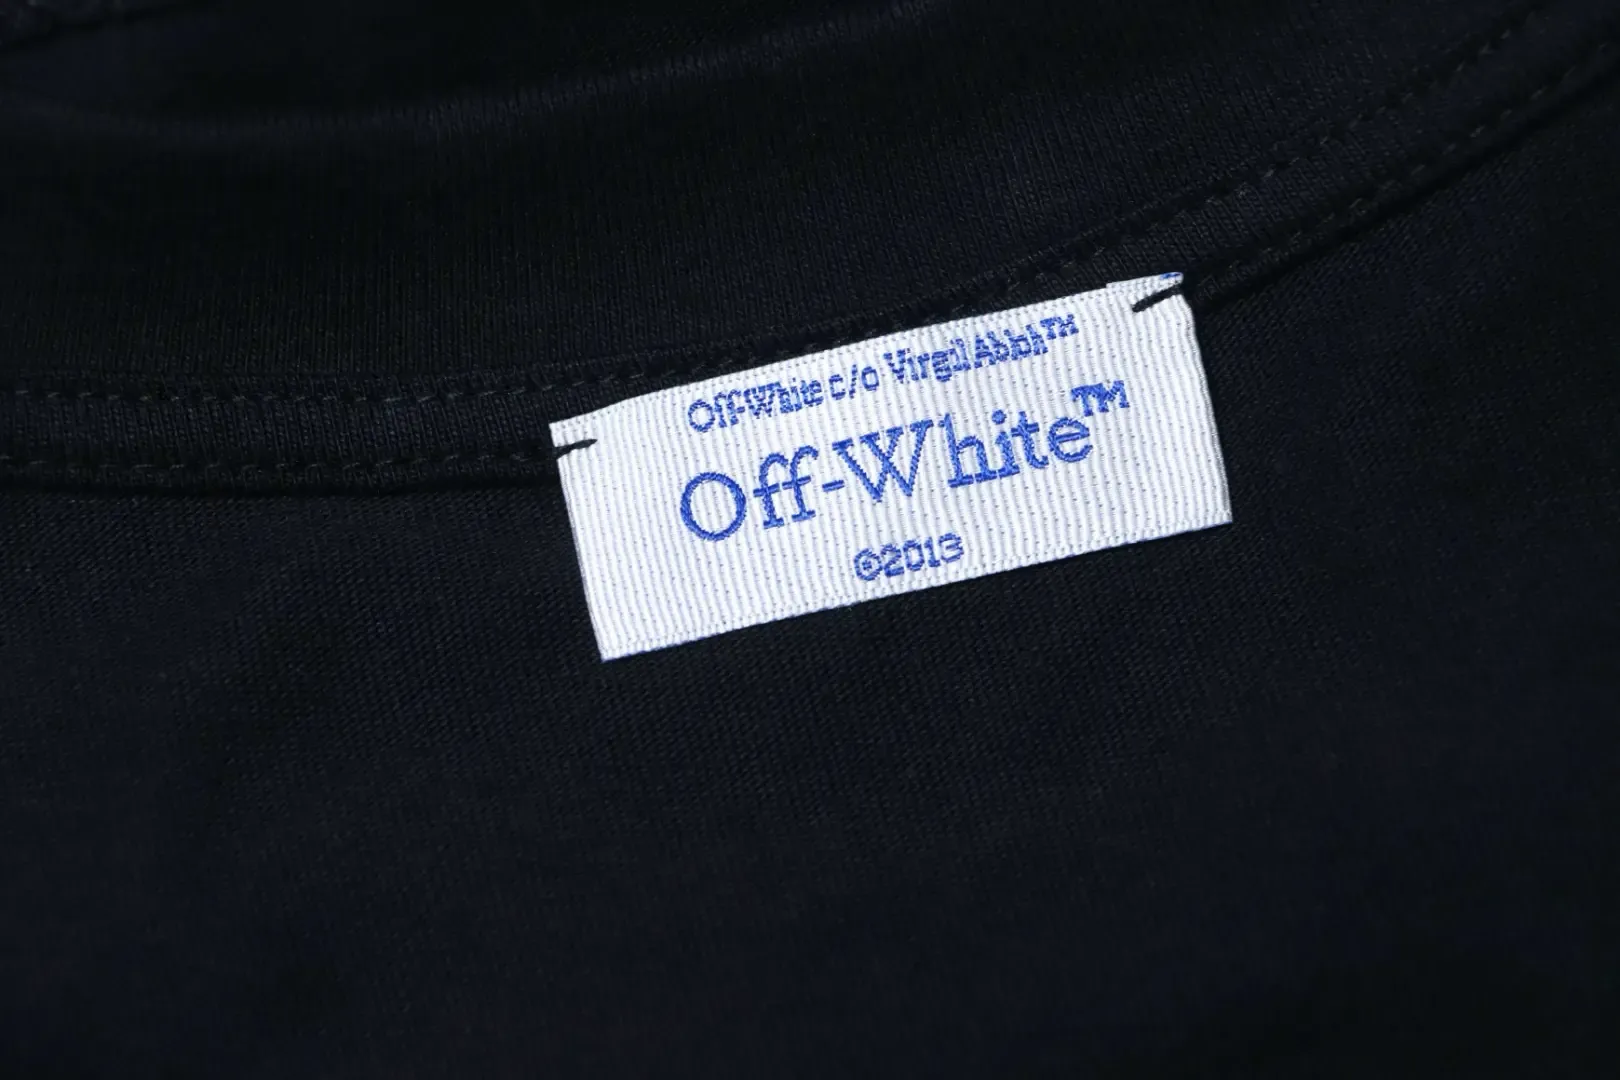 Off-White c/o Virgil Abloh™
Off-White™
©2013